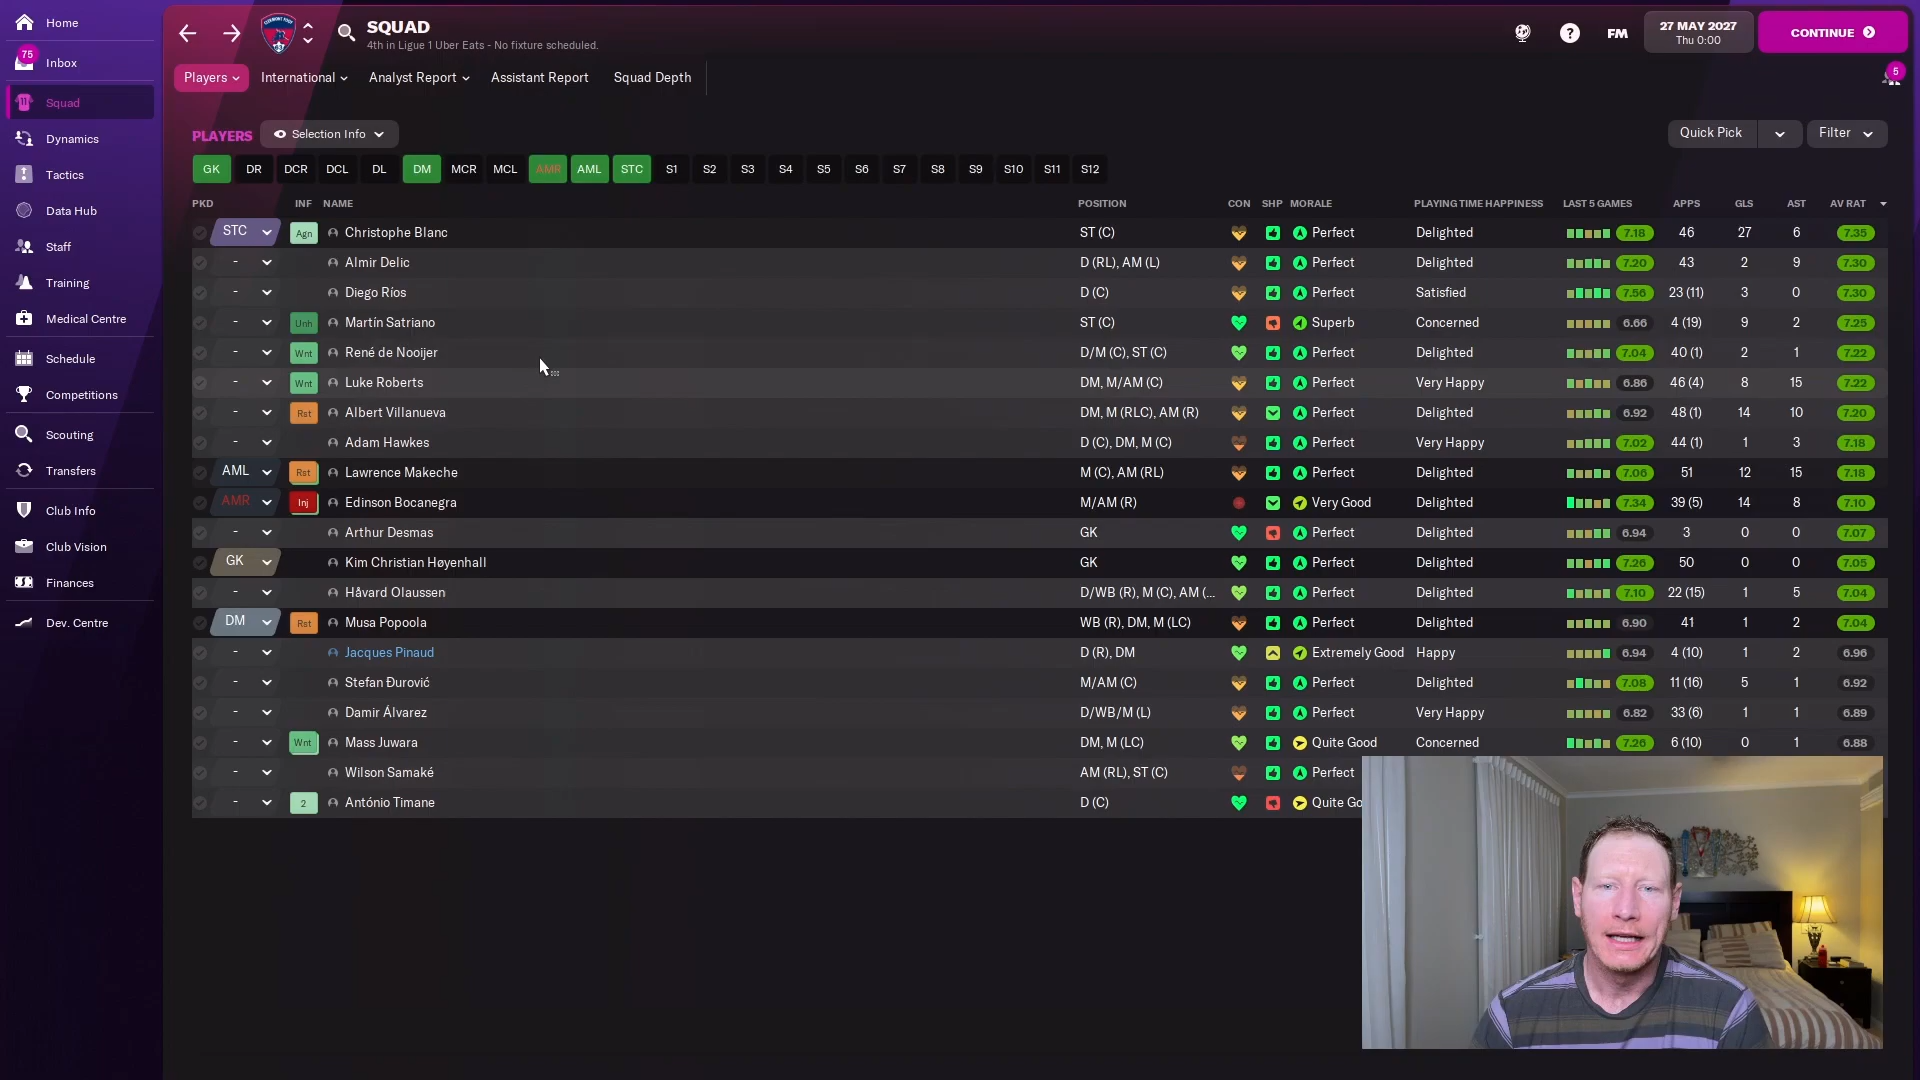 Home
75
Inbox
Squad
Dynamics
Tactics
Data Hub
Staff
Training
Medical Centre
Schedule
Competitions
Scouting
Transfers
Club Info
Club Vision
Finances
Dev. Centre
SQUAD
4th in Ligue 1 Uber Eats - No fixture scheduled.
? FM
27 MAY 2027
Thu 0:00
CONTINUE
Players International Analyst Report Assistant Report Squad Depth
5
PLAYERS Selection Info Quick Pick Filter
GK DR DCR DCL DL DM MCR MCL AMR AML STC S1 S2 S3 S4 S5 S6 S7 S8 S9 S10 S11 S12
PKD INF NAME POSITION CON SHP MORALE PLAYING TIME HAPPINESS LAST 5 GAMES APPS GLS AST AV RAT
STC Agn Christophe Blanc ST (C) Perfect Delighted 7.18 46 27 6 7.35
- Almir Delic D (RL), AM (L) Perfect Delighted 7.20 43 2 9 7.30
- Diego Ríos D (C) Perfect Satisfied 7.56 23 (11) 3 0 7.30
- Unh Martín Satriano ST (C) Superb Concerned 6.66 4 (19) 9 2 7.25
- Wnt René de Nooijer D/M (C), ST (C) Perfect Delighted 7.04 40 (1) 2 1 7.22
- Wnt Luke Roberts DM, M/AM (C) Perfect Very Happy 6.86 46 (4) 8 15 7.22
- Rst Albert Villanueva DM, M (RLC), AM (R) Perfect Delighted 6.92 48 (1) 14 10 7.20
- Adam Hawkes D (C), DM, M (C) Perfect Very Happy 7.02 44 (1) 1 3 7.18
AML Rst Lawrence Makeche M (C), AM (RL) Perfect Delighted 7.06 51 12 15 7.18
AMR Inj Edinson Bocanegra M/AM (R) Very Good Delighted 7.34 39 (5) 14 8 7.10
- Arthur Desmas GK Perfect Delighted 6.94 3 0 0 7.07
GK Kim Christian Høyenhall GK Perfect Delighted 7.26 50 0 0 7.05
- Håvard Olaussen D/WB (R), M (C), AM (... Perfect Delighted 7.10 22 (15) 1 5 7.04
DM Rst Musa Popoola WB (R), DM, M (LC) Perfect Delighted 6.90 41 1 2 7.04
- Jacques Pinaud D (R), DM Extremely Good Happy 6.94 4 (10) 1 2 6.96
- Stefan Đurović M/AM (C) Perfect Delighted 7.08 11 (16) 5 1 6.92
- Damir Álvarez D/WB/M (L) Perfect Very Happy 6.82 33 (6) 1 1 6.89
- Wnt Mass Juwara DM, M (LC) Quite Good Concerned 7.26 6 (10) 0 1 6.88
- Wilson Samaké AM (RL), ST (C) Perfect
- 2 António Timane D (C) Quite Go